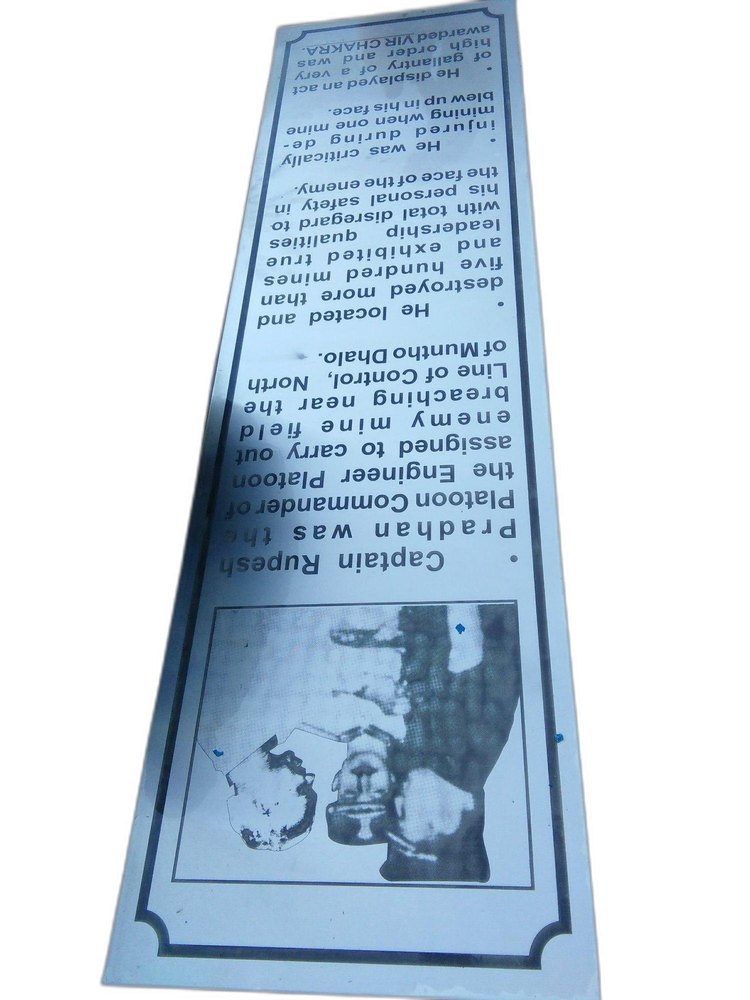 • Captain Rupesh
Pradhan was the
Platoon Commander of
the Engineer Platoon
assigned to carry out
enemy mine field
breaching near the
Line of Control, North
of Muntho Dhalo.
• He located and
destroyed more than
five hundred mines
and exhibited true
leadership qualities
with total disregard to
his personal safety in
the face of the enemy.
• He was critically
injured during de-
mining when one mine
blew up in his face.
• He displayed an act
of gallantry of a very
high order and was
awarded VIR CHAKRA.